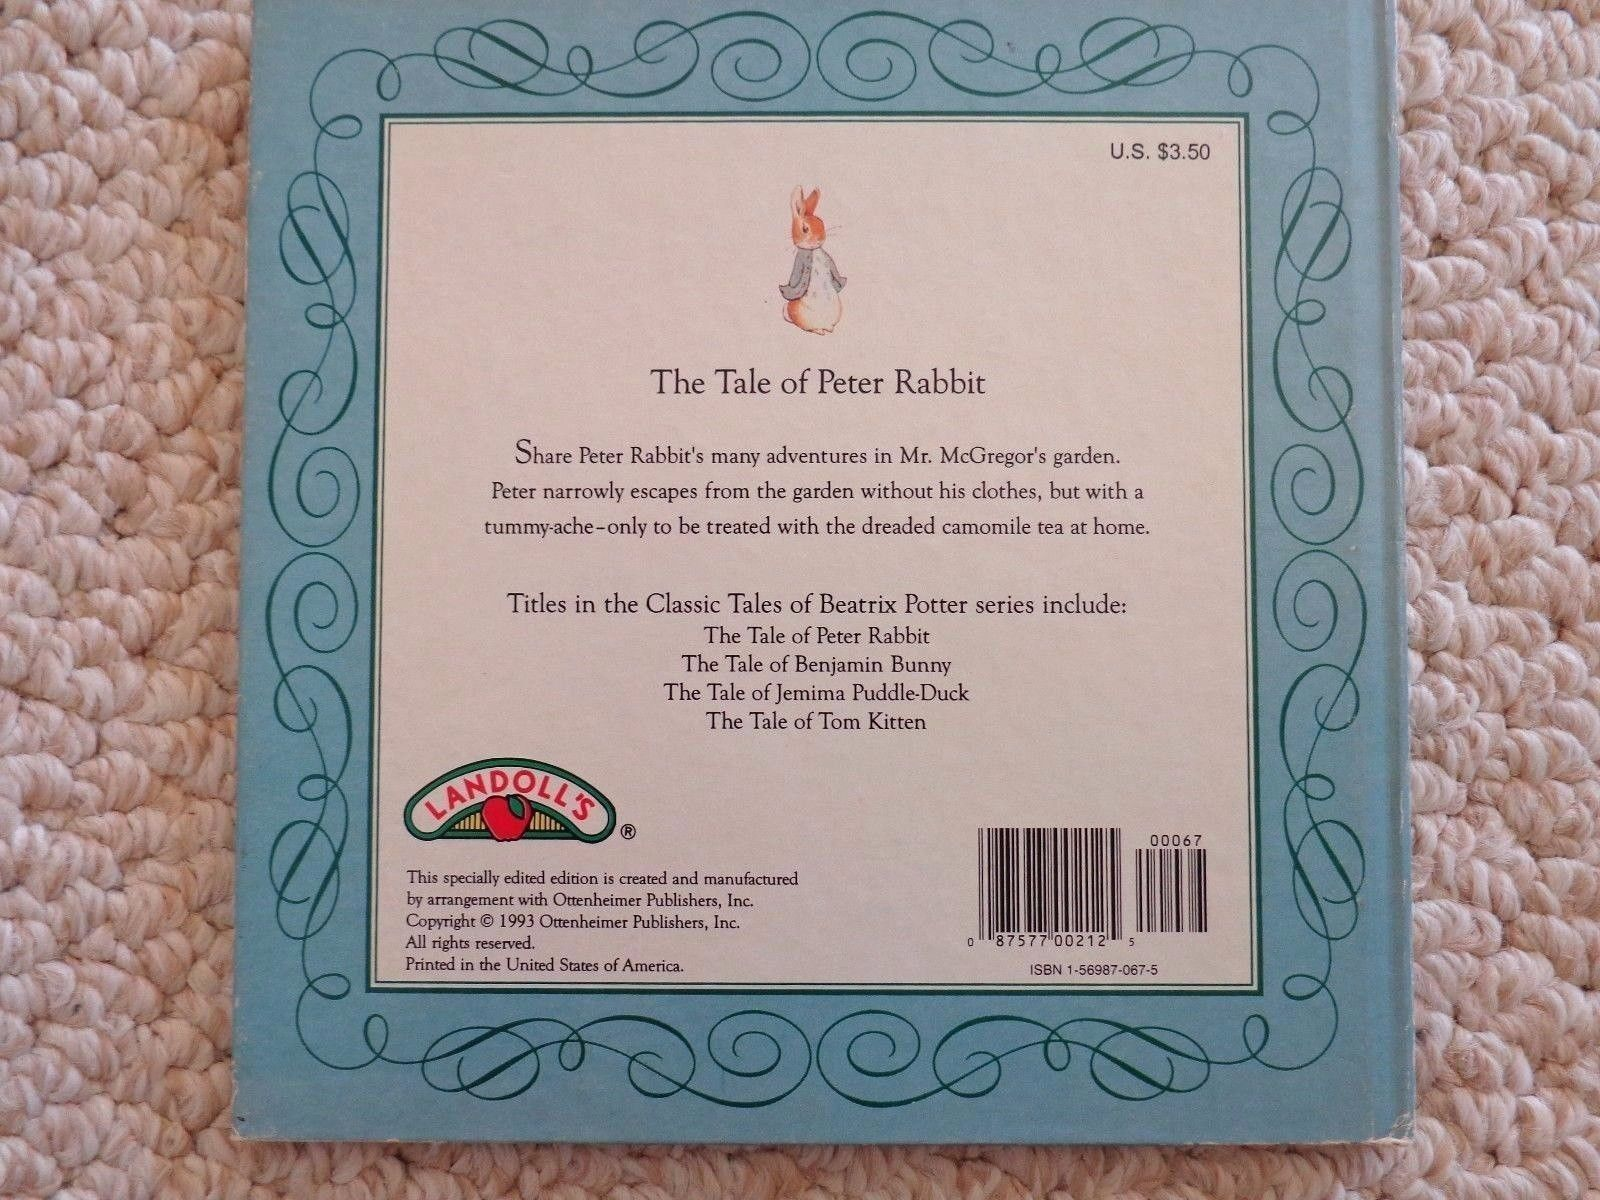 U.S. $3.50
The Tale of Peter Rabbit
Share Peter Rabbit's many adventures in Mr. McGregor's garden.
Peter narrowly escapes from the garden without his clothes, but with a
tummy-ache–only to be treated with the dreaded camomile tea at home.
Titles in the Classic Tales of Beatrix Potter series include:
The Tale of Peter Rabbit
The Tale of Benjamin Bunny
The Tale of Jemima Puddle-Duck
The Tale of Tom Kitten
LANDOLL'S ®
This specially edited edition is created and manufactured
by arrangement with Ottenheimer Publishers, Inc.
Copyright © 1993 Ottenheimer Publishers, Inc.
All rights reserved.
Printed in the United States of America.
00067
0 87577 00212 5
ISBN 1-56987-067-5